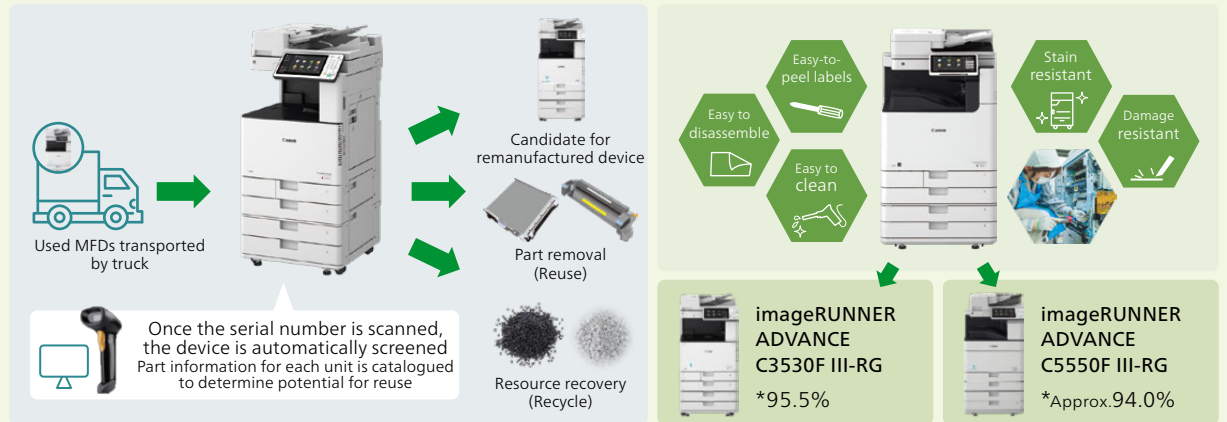 Used MFDs transported
by truck
Once the serial number is scanned,
the device is automatically screened
Part information for each unit is catalogued
to determine potential for reuse
Canon
Candidate for
remanufactured device
Part removal
(Reuse)
Resource recovery
(Recycle)
Easy-to-
peel labels
Easy to
disassemble
Easy to
clean
Canon
Stain
resistant
Damage
resistant
imageRUNNER
ADVANCE
C3530F III-RG
*95.5%
imageRUNNER
ADVANCE
C5550F III-RG
*Approx.94.0%